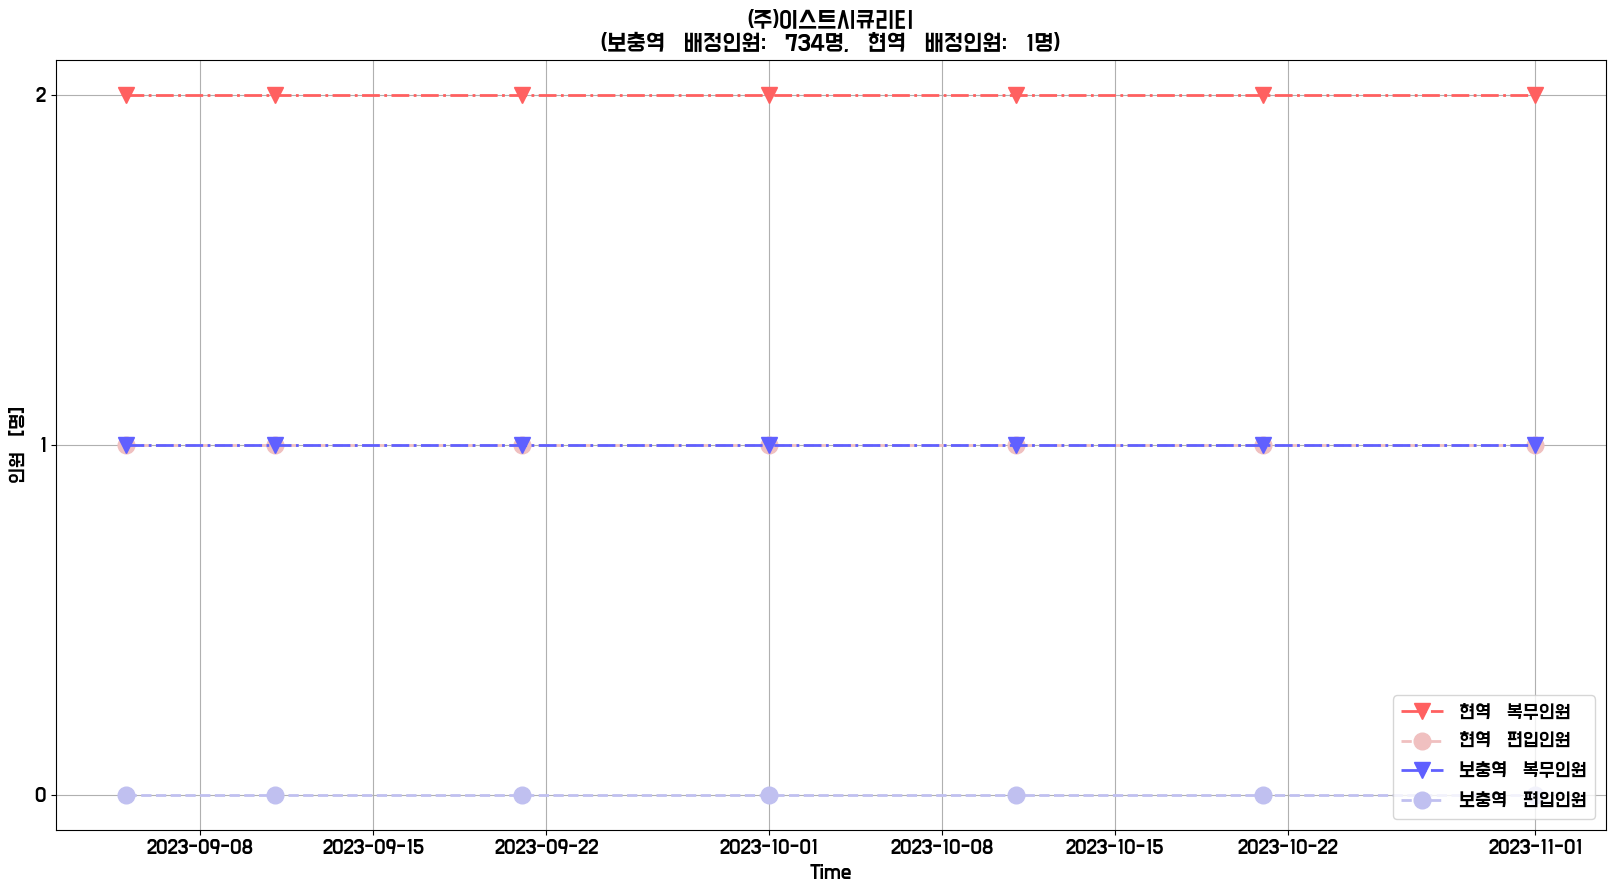 (주)이스트시큐리티
(보충역 배정인원: 734명, 현역 배정인원: 1명)
인원 [명]
2
1
0
현역 복무인원
현역 편입인원
보충역 복무인원
보충역 편입인원
2023-09-08 2023-09-15 2023-09-22 2023-10-01 2023-10-08 2023-10-15 2023-10-22 2023-11-01
Time